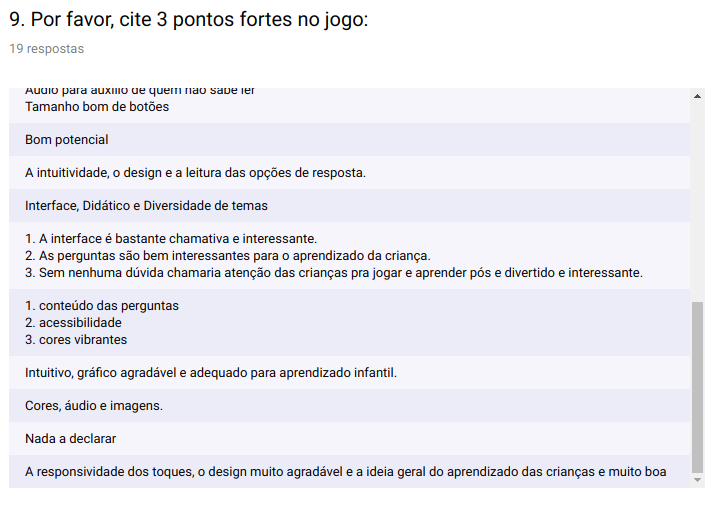 9. Por favor, cite 3 pontos fortes no jogo:
19 respostas
Áudio para auxílio de quem não sabe ler
Tamanho bom de botões
Bom potencial
A intuitividade, o design e a leitura das opções de resposta.
Interface, Didático e Diversidade de temas
1. A interface é bastante chamativa e interessante.
2. As perguntas são bem interessantes para o aprendizado da criança.
3. Sem nenhuma dúvida chamaria atenção das crianças pra jogar e aprender pós e divertido e interessante.
1. conteúdo das perguntas
2. acessibilidade
3. cores vibrantes
Intuitivo, gráfico agradável e adequado para aprendizado infantil.
Cores, áudio e imagens.
Nada a declarar
A responsividade dos toques, o design muito agradável e a ideia geral do aprendizado das crianças e muito boa